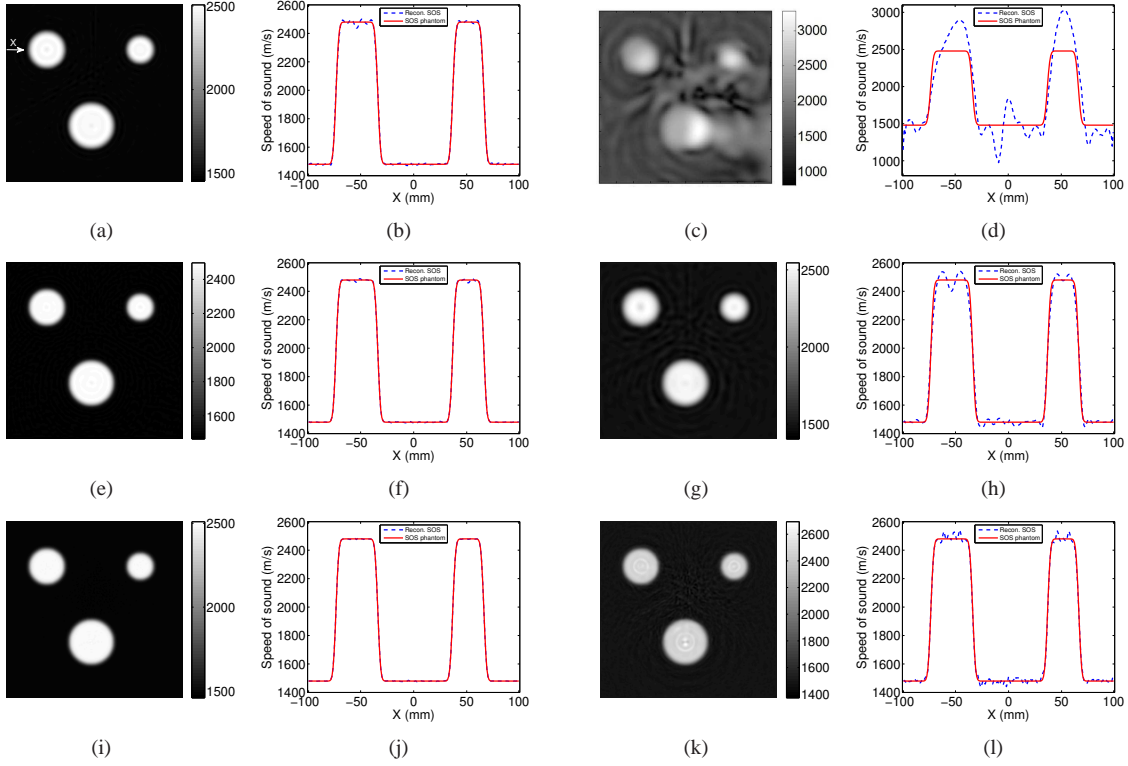 X
2500
2000
1500
Speed of sound (m/s)
2600
2400
2200
2000
1800
1600
1400
−100 −50 0 50 100
X (mm)
Recon. SOS
SOS phantom
3000
2500
2000
1500
1000
Speed of sound (m/s)
3000
2500
2000
1500
1000
−100 −50 0 50 100
X (mm)
Recon. SOS
SOS Phantom
(a) (b) (c) (d)
2400
2200
2000
1800
1600
Speed of sound (m/s)
2600
2400
2200
2000
1800
1600
1400
−100 −50 0 50 100
X (mm)
Recon. SOS
SOS phantom
2500
2000
1500
Speed of sound (m/s)
2600
2400
2200
2000
1800
1600
1400
−100 −50 0 50 100
X (mm)
Recon. SOS
SOS phantom
(e) (f) (g) (h)
2500
2000
1500
Speed of sound (m/s)
2600
2400
2200
2000
1800
1600
1400
−100 −50 0 50 100
X (mm)
Recon. SOS
SOS phantom
2600
2400
2200
2000
1800
1600
1400
Speed of sound (m/s)
2600
2400
2200
2000
1800
1600
1400
−100 −50 0 50 100
X (mm)
Recon. SOS
SOS phantom
(i) (j) (k) (l)